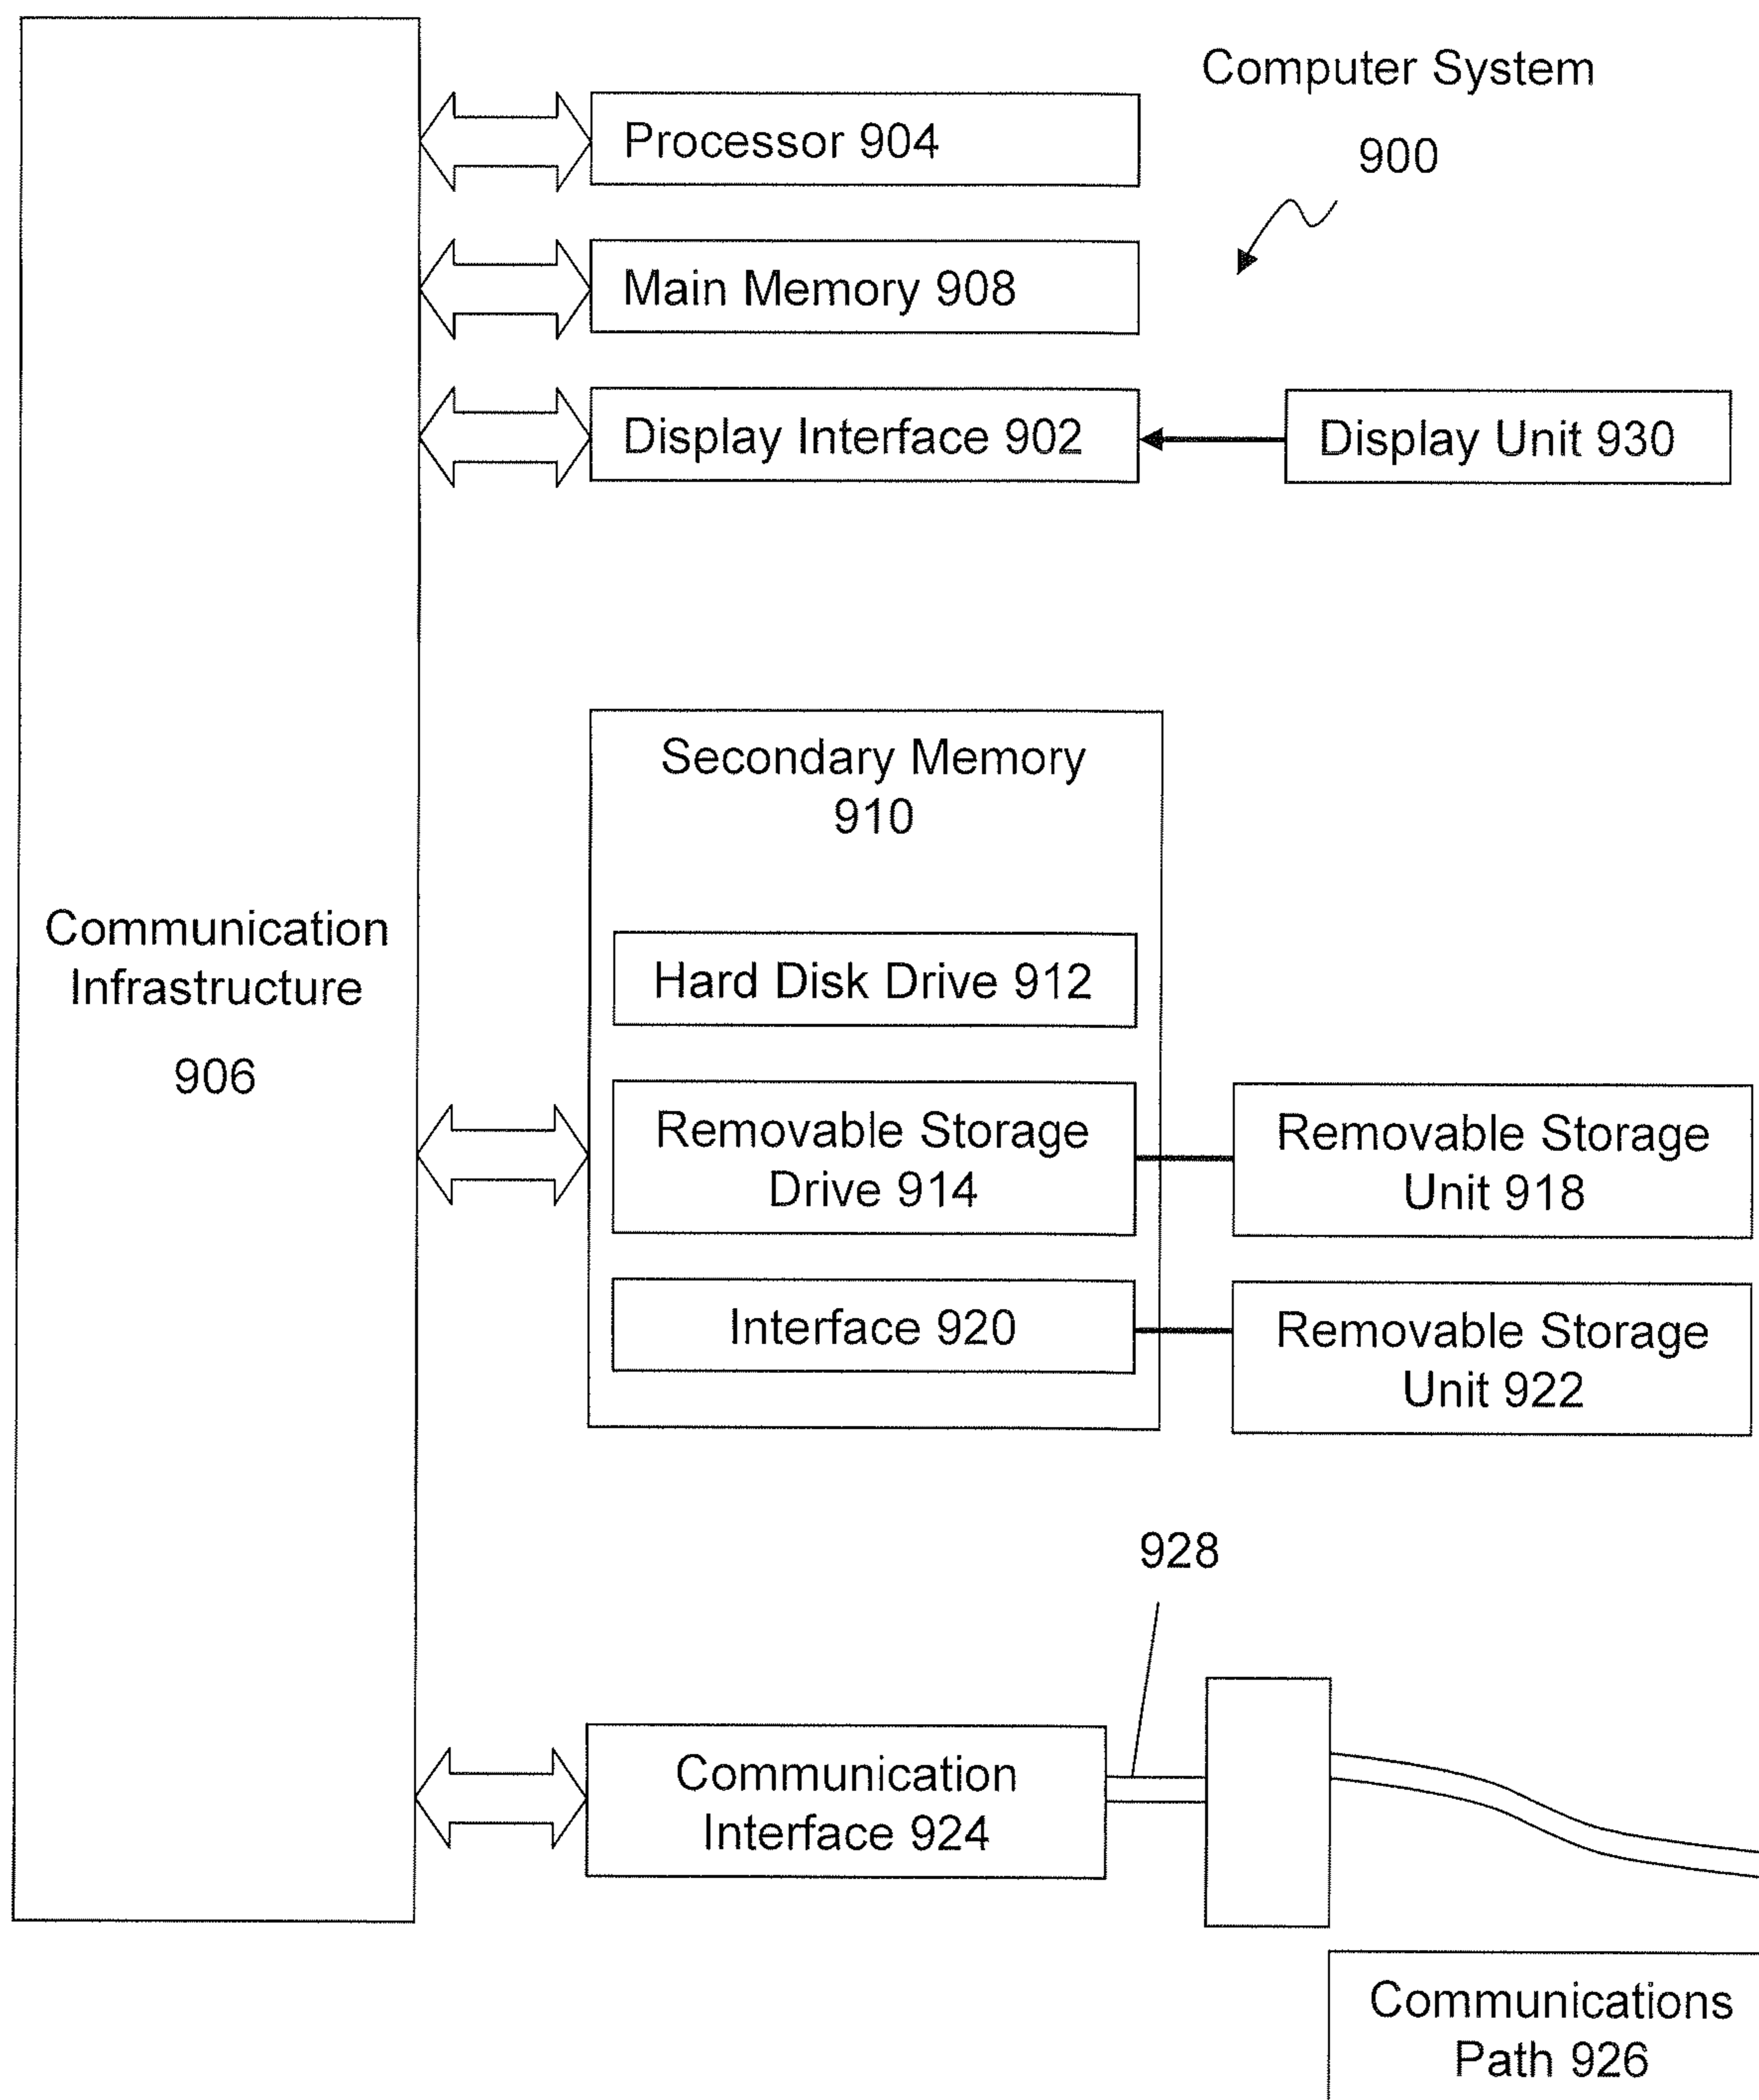 Computer System
900
Processor 904
Main Memory 908
Display Interface 902
Display Unit 930
Secondary Memory
910
Communication
Infrastructure
906
Hard Disk Drive 912
Removable Storage
Drive 914
Removable Storage
Unit 918
Interface 920
Removable Storage
Unit 922
928
Communication
Interface 924
Communications
Path 926